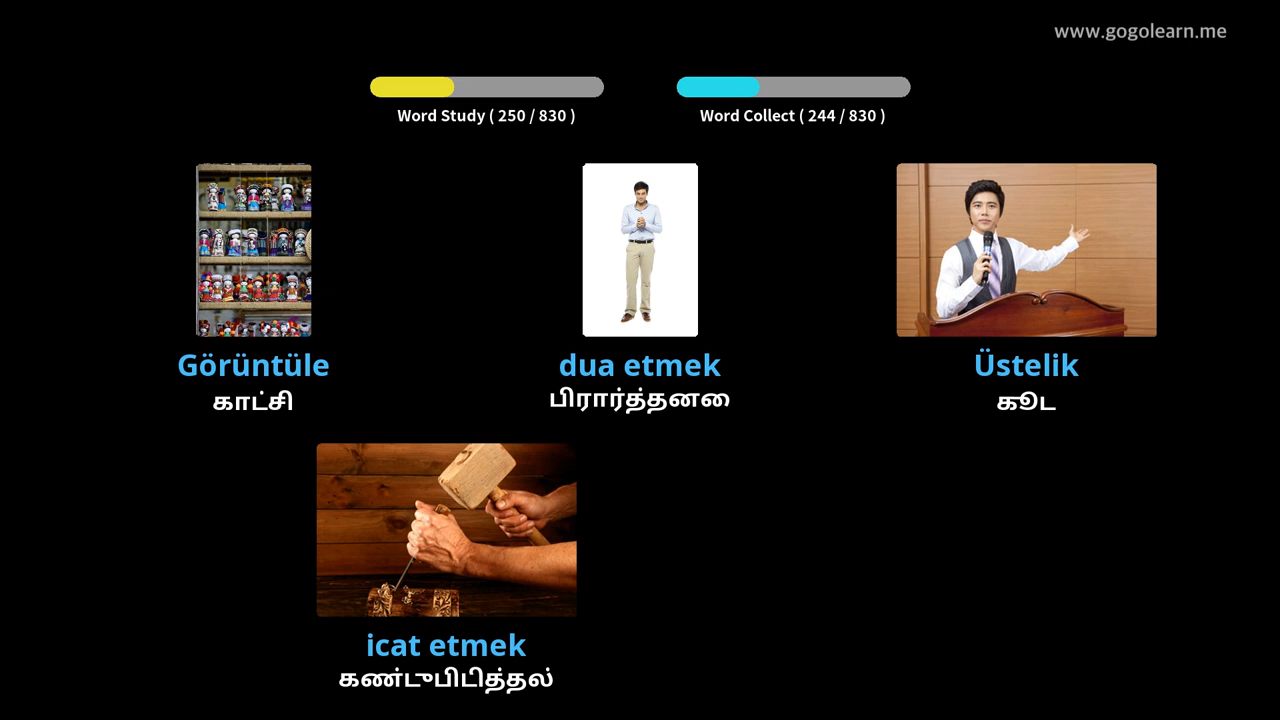 www.gogolearn.me
Word Study ( 250 / 830 )
Word Collect ( 244 / 830 )
Görüntüle
காட்சி
dua etmek
பிரார்த்தனை
Üstelik
கூட
icat etmek
கண்டுபிடித்தல்